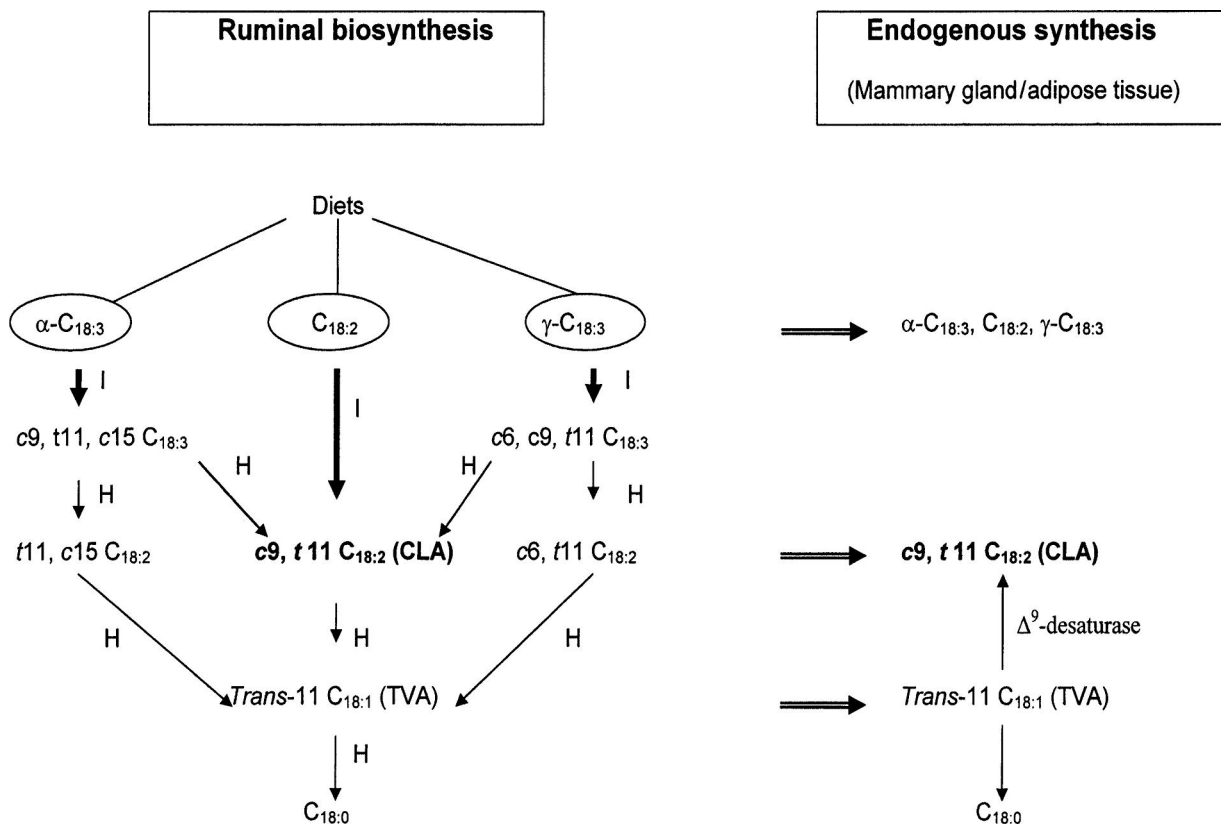 Ruminal biosynthesis
Endogenous synthesis
(Mammary gland/adipose tissue)
Diets
α-C18:3
C18:2
γ-C18:3
α-C18:3, C18:2, γ-C18:3
I
I
I
c9, t11, c15 C18:3
c6, c9, t11 C18:3
H
H
H
H
t11, c15 C18:2
c9, t 11 C18:2 (CLA)
c6, t11 C18:2
c9, t 11 C18:2 (CLA)
H
H
H
Δ9-desaturase
Trans-11 C18:1 (TVA)
Trans-11 C18:1 (TVA)
H
C18:0
C18:0